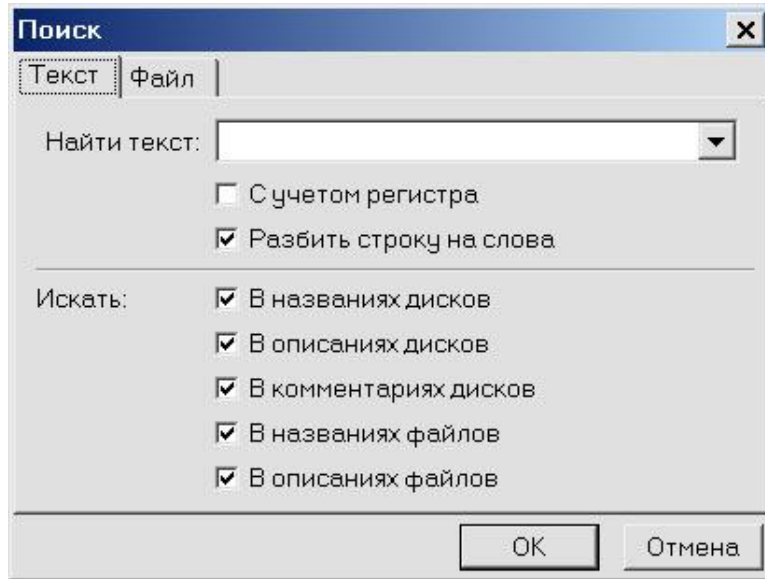 Поиск
Текст Файл
Найти текст:
С учетом регистра
Разбить строку на слова
Искать: В названиях дисков
В описаниях дисков
В комментариях дисков
В названиях файлов
В описаниях файлов
OK Отмена